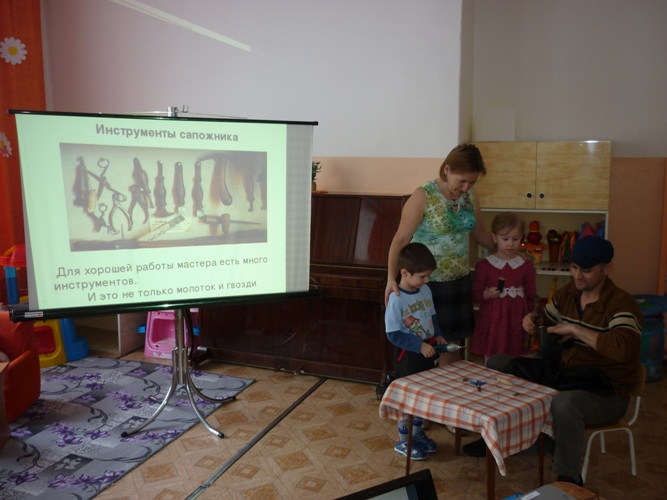 Инструменты сапожника
Для хорошей работы мастера есть много
инструментов.
И это не только молоток и гвозди